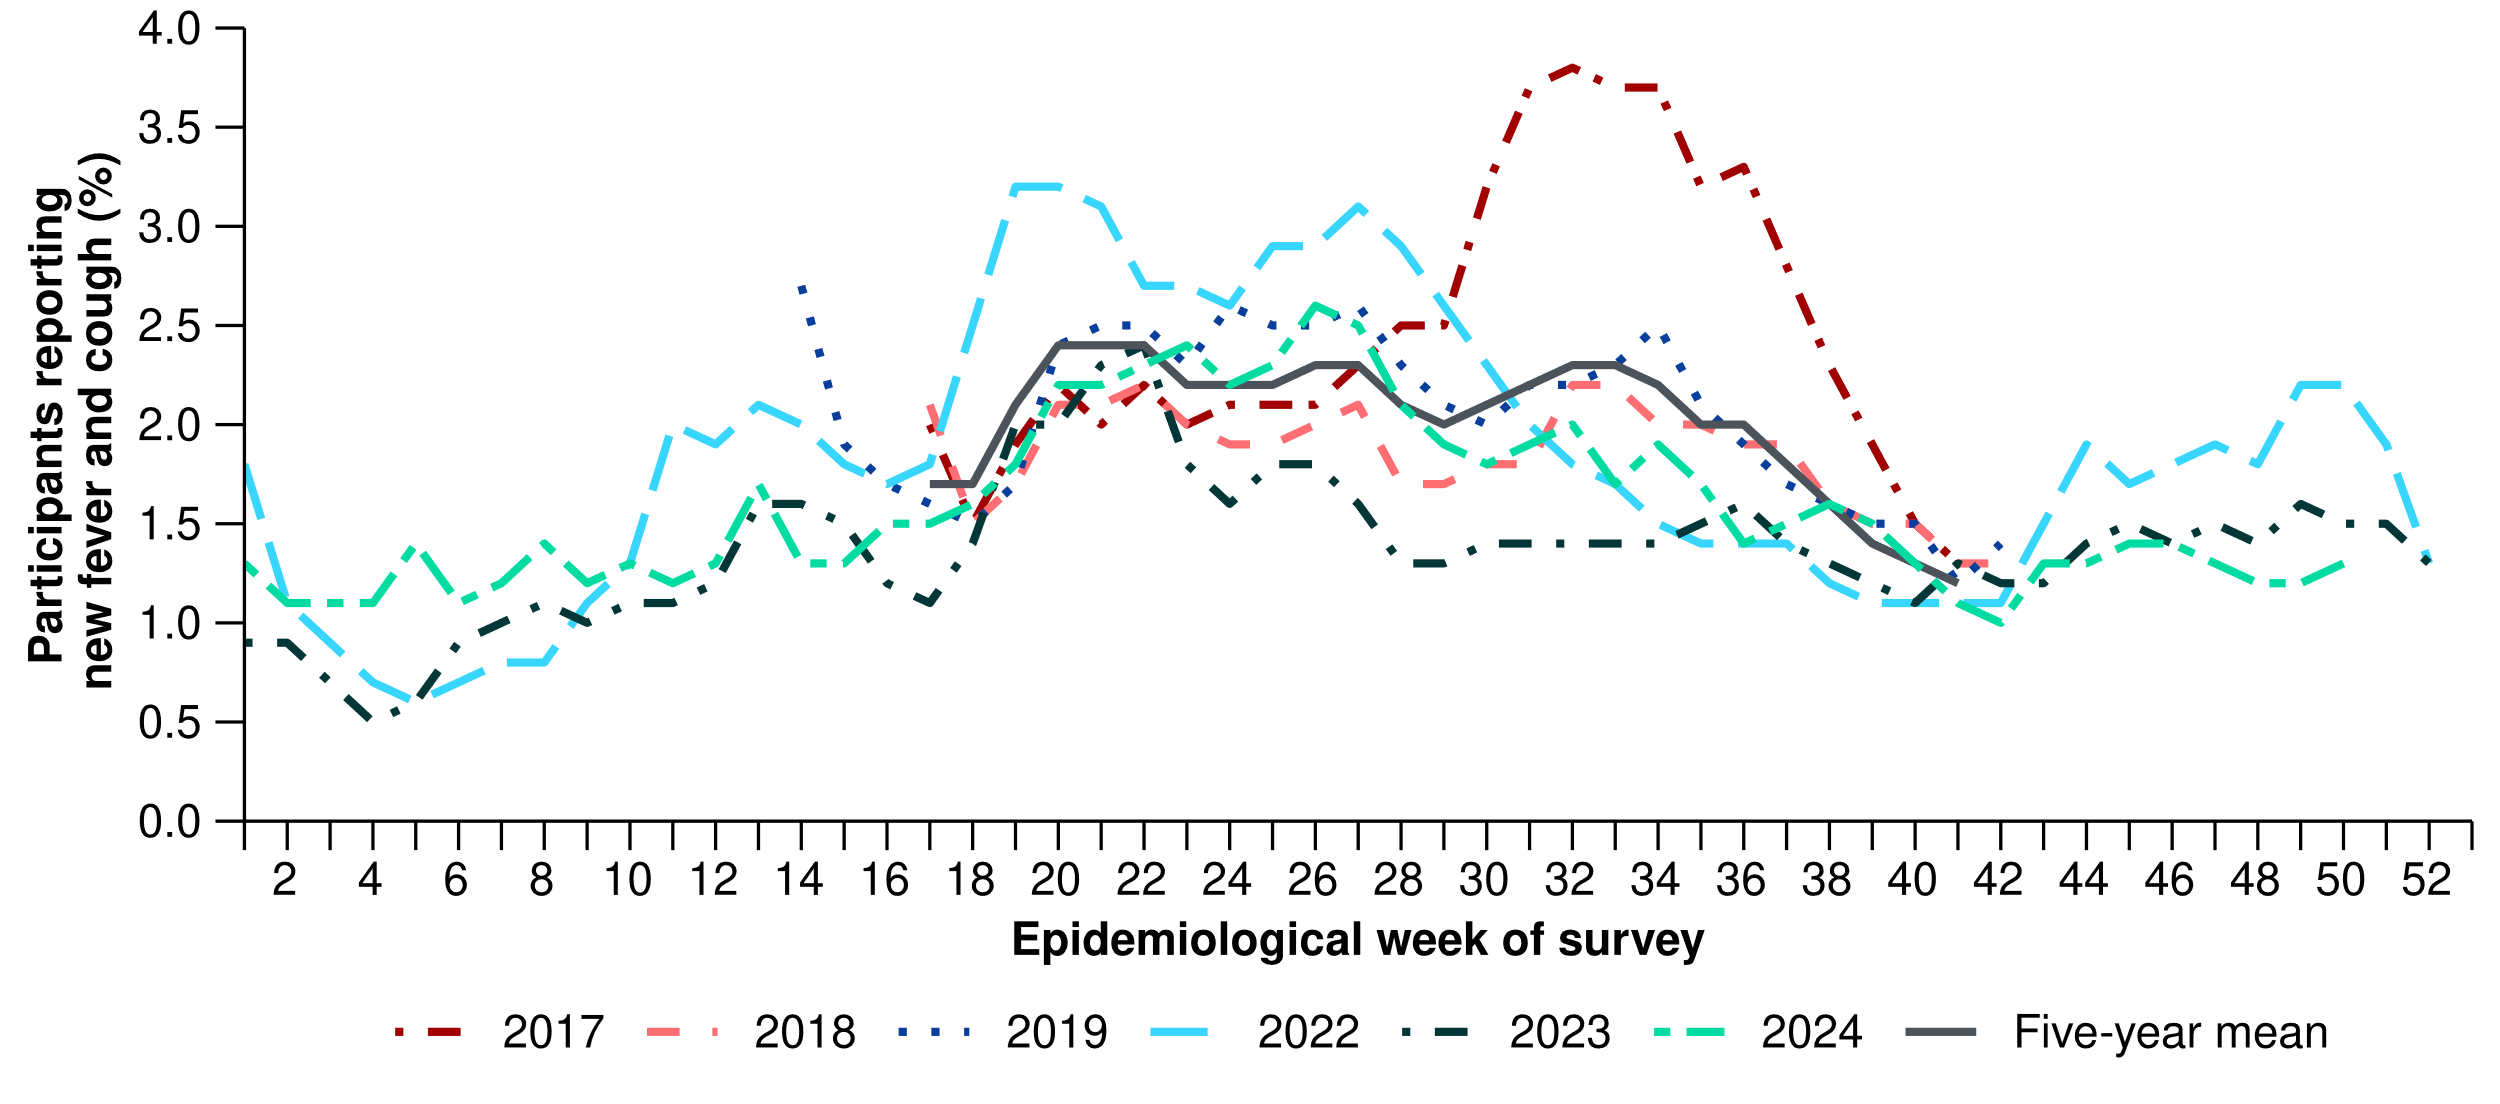 Participants reporting
new fever and cough (%)
4.0
3.5
3.0
2.5
2.0
1.5
1.0
0.5
0.0
2 4 6 8 10 12 14 16 18 20 22 24 26 28 30 32 34 36 38 40 42 44 46 48 50 52
Epidemiological week of survey
2017 2018 2019 2022 2023 2024 Five-year mean